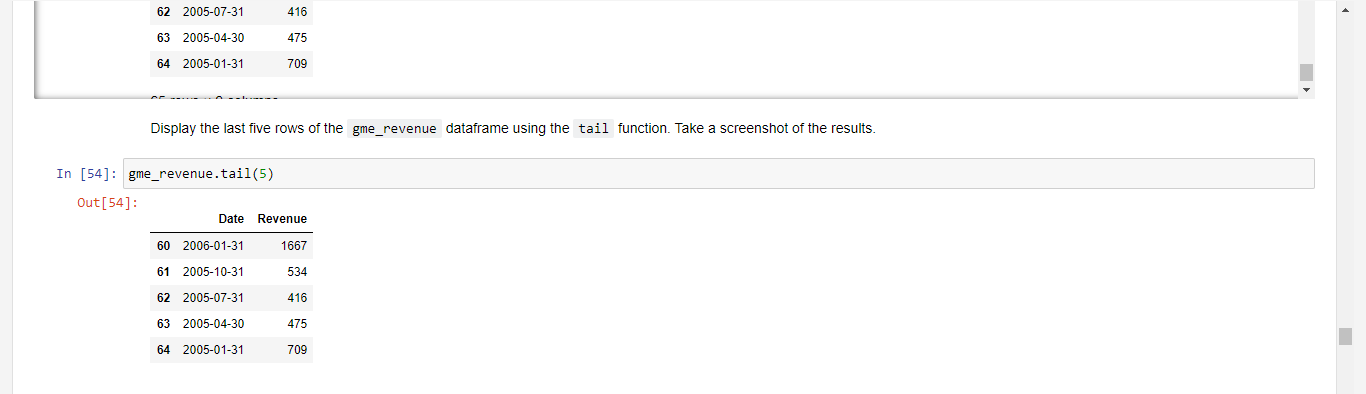 62 2005-07-31 416
63 2005-04-30 475
64 2005-01-31 709
Display the last five rows of the gme_revenue dataframe using the tail function. Take a screenshot of the results.
In [54]: gme_revenue.tail(5)
Out[54]:
Date Revenue
60 2006-01-31 1667
61 2005-10-31 534
62 2005-07-31 416
63 2005-04-30 475
64 2005-01-31 709